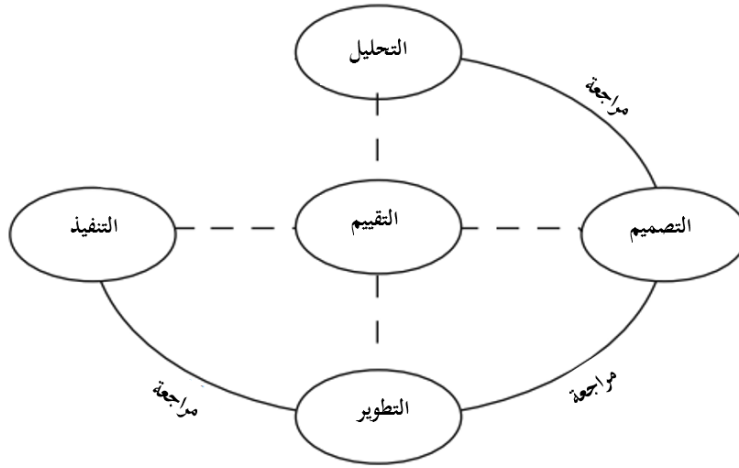 التحليل
مراجعة
التصميم
التقييم
التنفيذ
مراجعة
التطوير
مراجعة